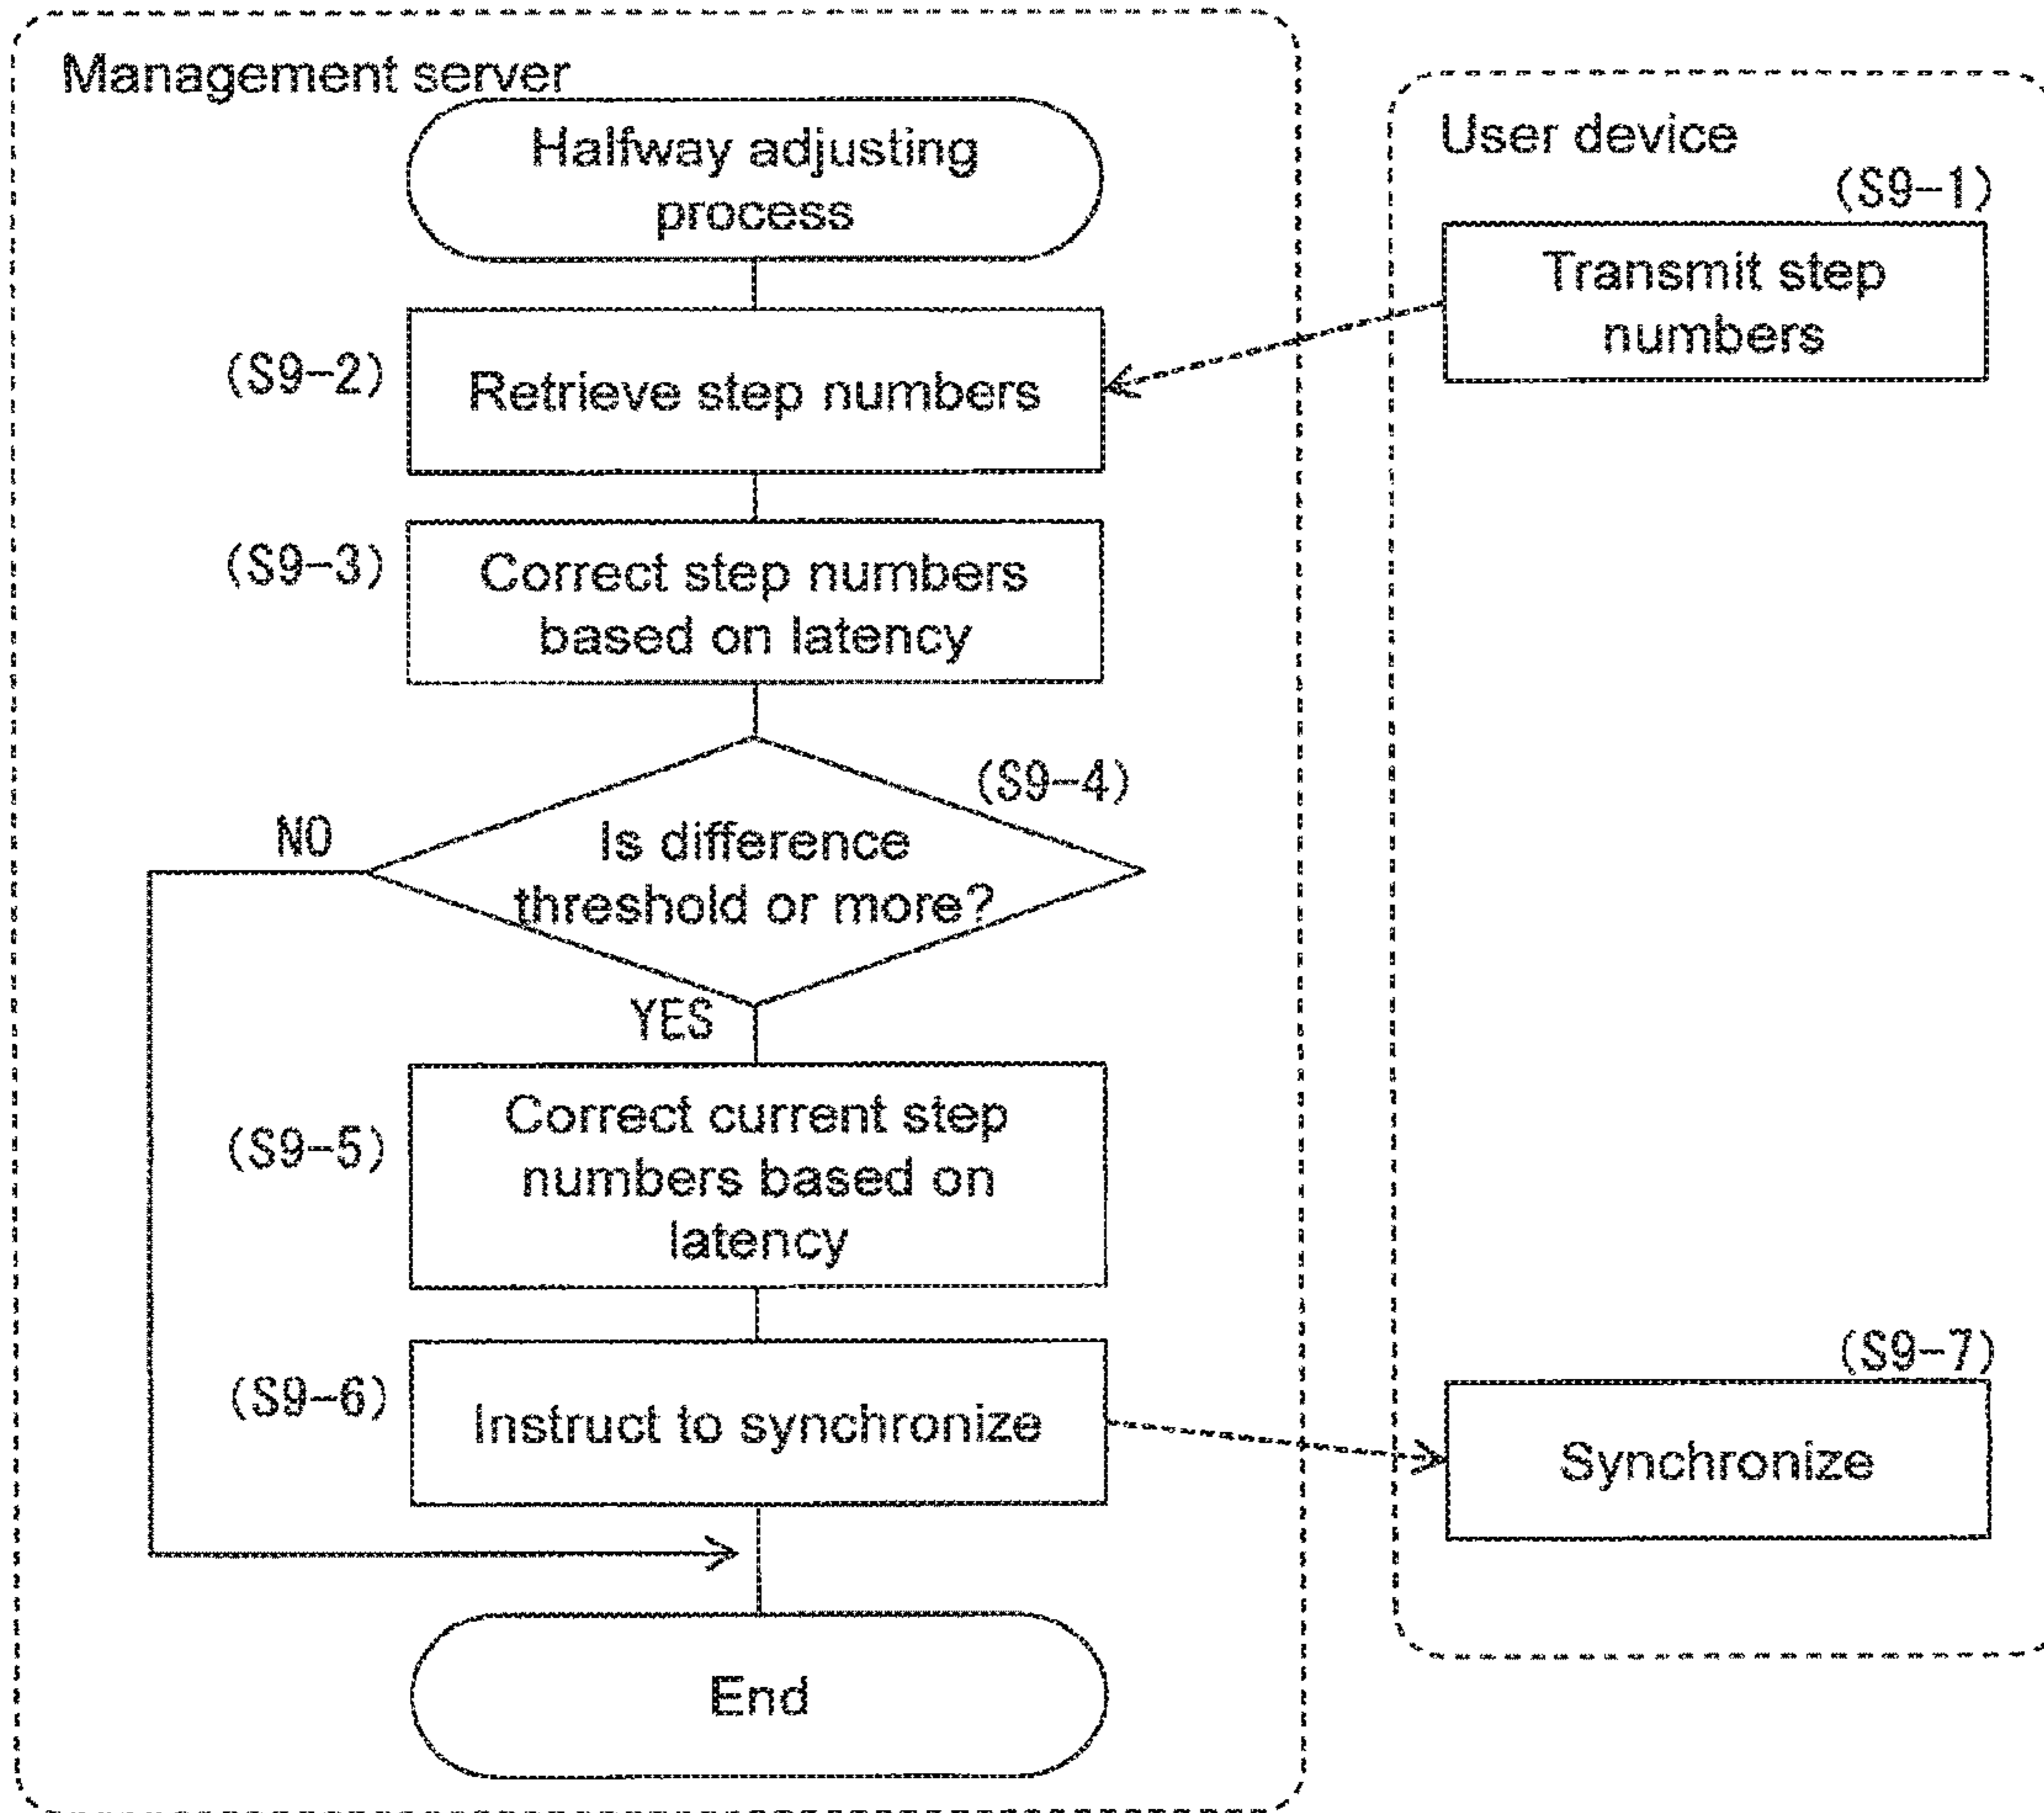 Management server
Halfway adjusting
process
User device
(S9-1)
Transmit step
numbers
(S9-2)
Retrieve step numbers
(S9-3)
Correct step numbers
based on latency
(S9-4)
NO
Is difference
threshold or more?
YES
(S9-5)
Correct current step
numbers based on
latency
(S9-6)
Instruct to synchronize
(S9-7)
Synchronize
End